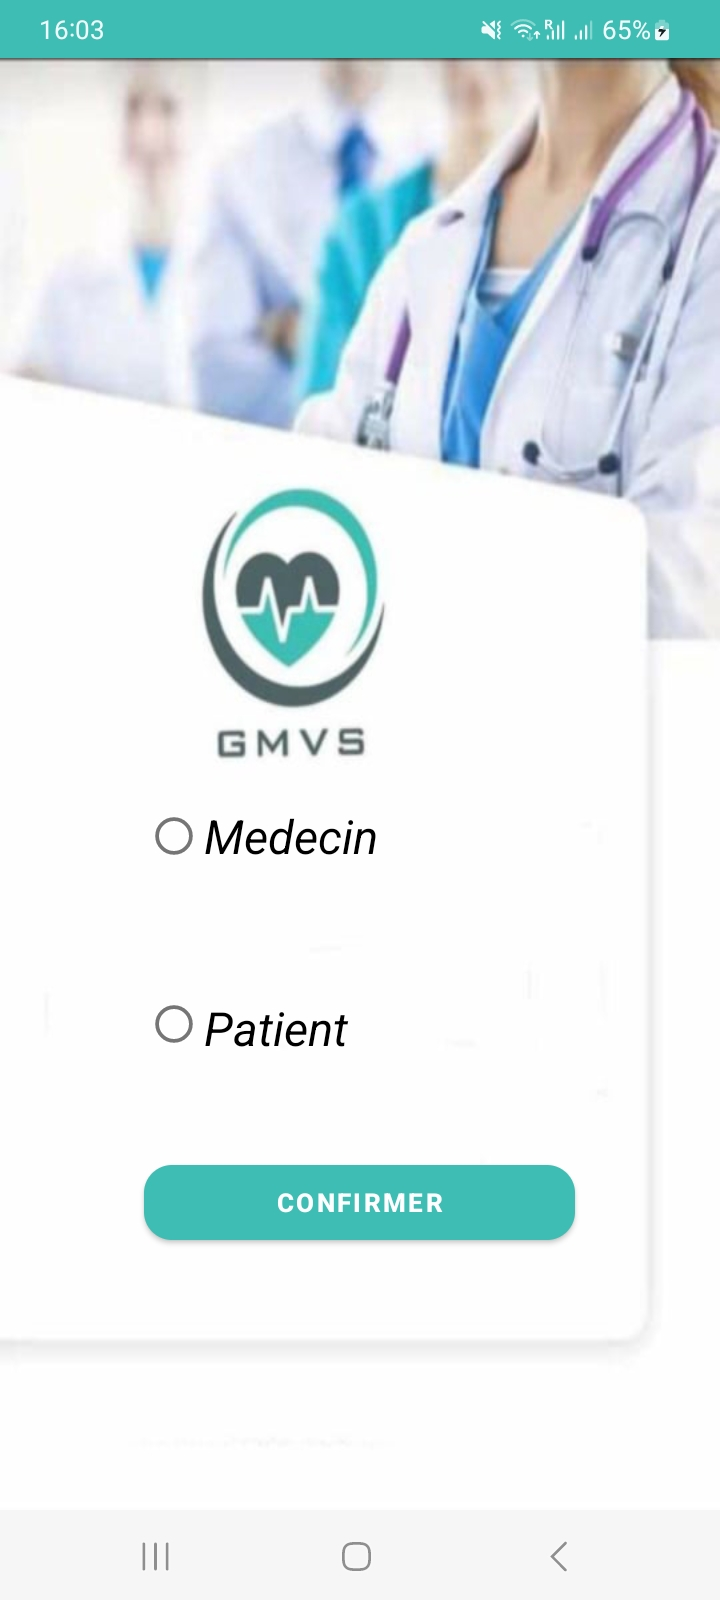 16:03 R 65%
GMVS
Medecin
Patient
CONFIRMER